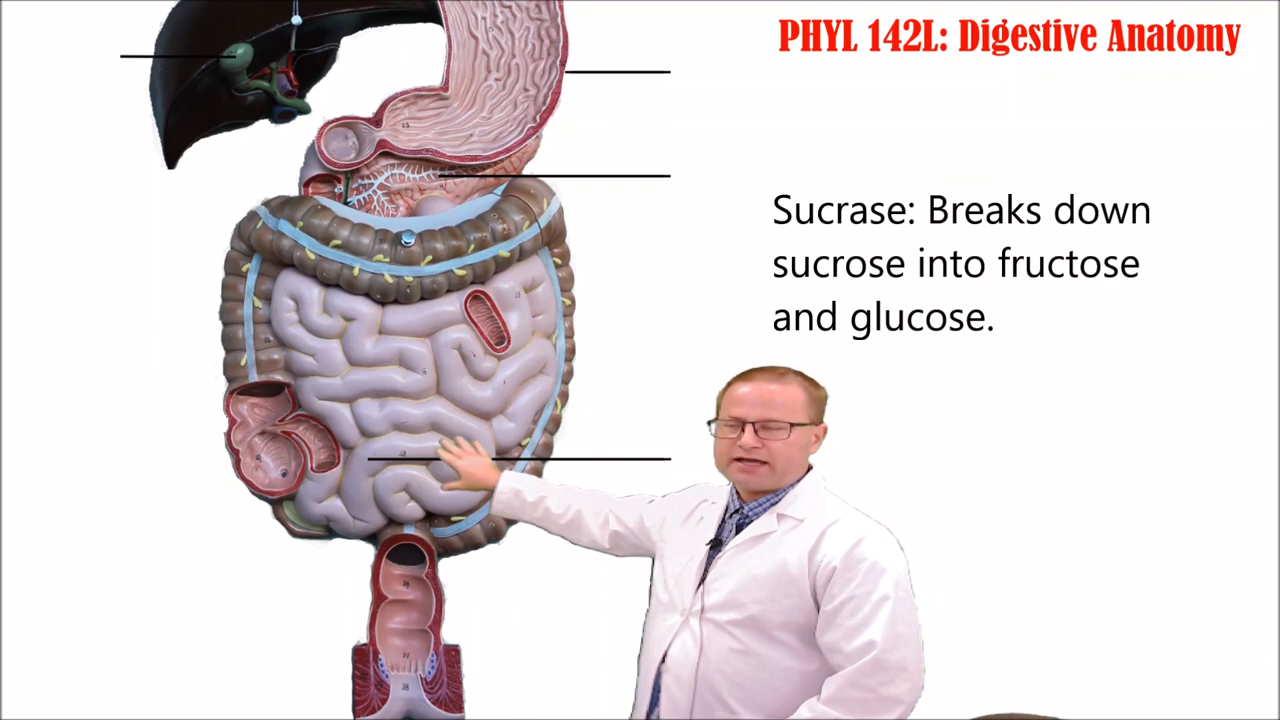 PHYL 142L: Digestive Anatomy
Sucrase: Breaks down
sucrose into fructose
and glucose.